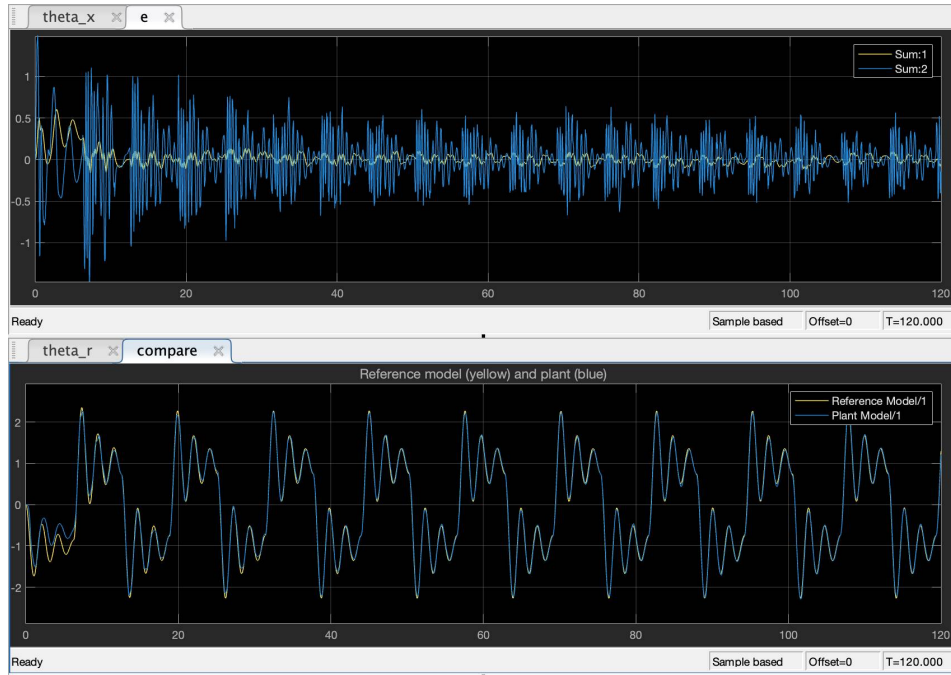 theta_x e
Sum:1
Sum:2
1
0.5
0
-0.5
-1
0 20 40 60 80 100 120
Ready Sample based Offset=0 T=120.000
theta_r compare
Reference model (yellow) and plant (blue)
Reference Model/1
Plant Model/1
2
1
0
-1
-2
0 20 40 60 80 100 120
Ready Sample based Offset=0 T=120.000